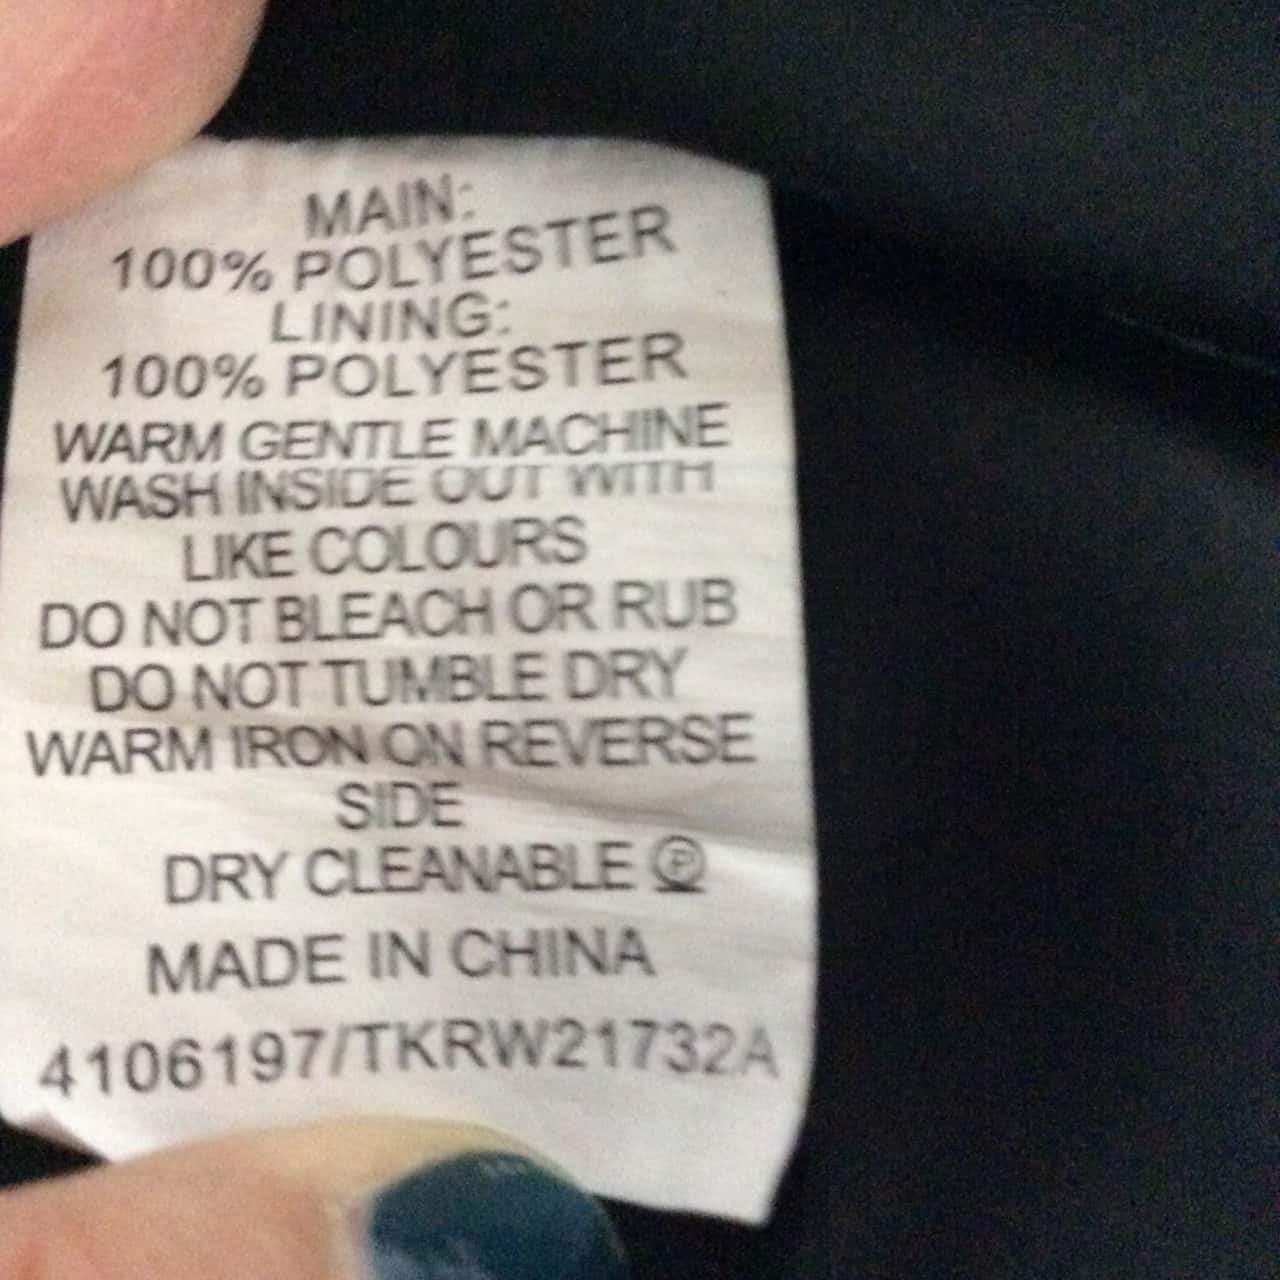 MAIN:
100% POLYESTER
LINING:
100% POLYESTER
WARM GENTLE MACHINE
WASH INSIDE OUT WITH
LIKE COLOURS
DO NOT BLEACH OR RUB
DO NOT TUMBLE DRY
WARM IRON ON REVERSE
SIDE
DRY CLEANABLE Ⓟ
MADE IN CHINA
4106197/TKRW21732A